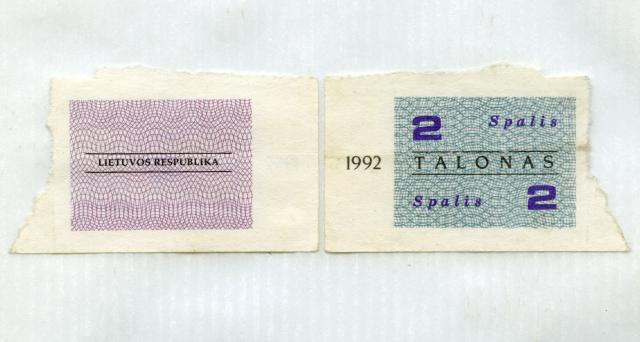 LIETUVOS RESPUBLIKA
1992
2 Spalis
TALONAS
Spalis 2